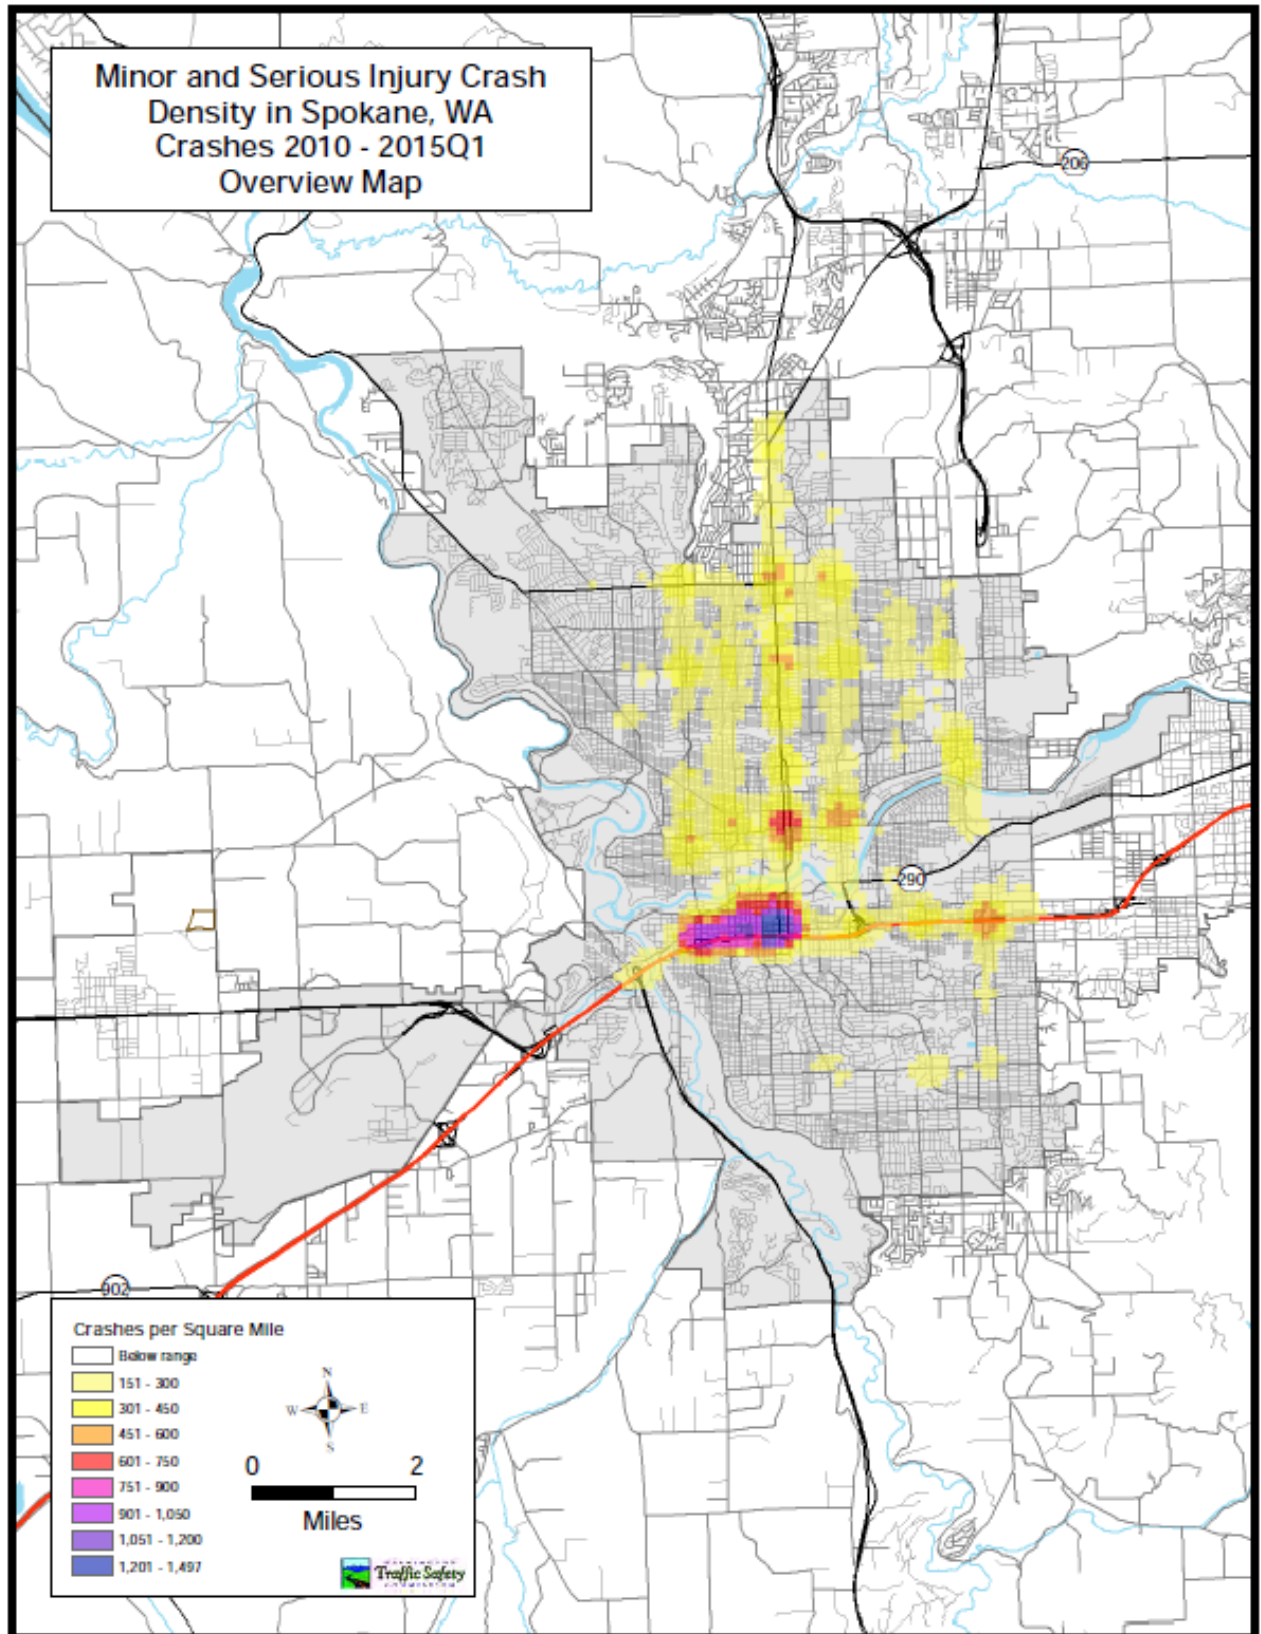 Minor and Serious Injury Crash
Density in Spokane, WA
Crashes 2010 - 2015Q1
Overview Map
206
290
902
Crashes per Square Mile
Below range
151 - 300
301 - 450
451 - 600
601 - 750
751 - 900
901 - 1,050
1,051 - 1,200
1,201 - 1,497
N
W E
S
0 2
Miles
Traffic Safety